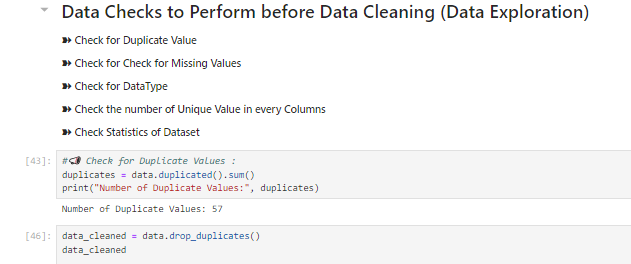 Data Checks to Perform before Data Cleaning (Data Exploration)
➽ Check for Duplicate Value
➽ Check for Check for Missing Values
➽ Check for DataType
➽ Check the number of Unique Value in every Columns
➽ Check Statistics of Dataset
[43]: #📢 Check for Duplicate Values :
duplicates = data.duplicated().sum()
print("Number of Duplicate Values:", duplicates)
Number of Duplicate Values: 57
[46]: data_cleaned = data.drop_duplicates()
data_cleaned